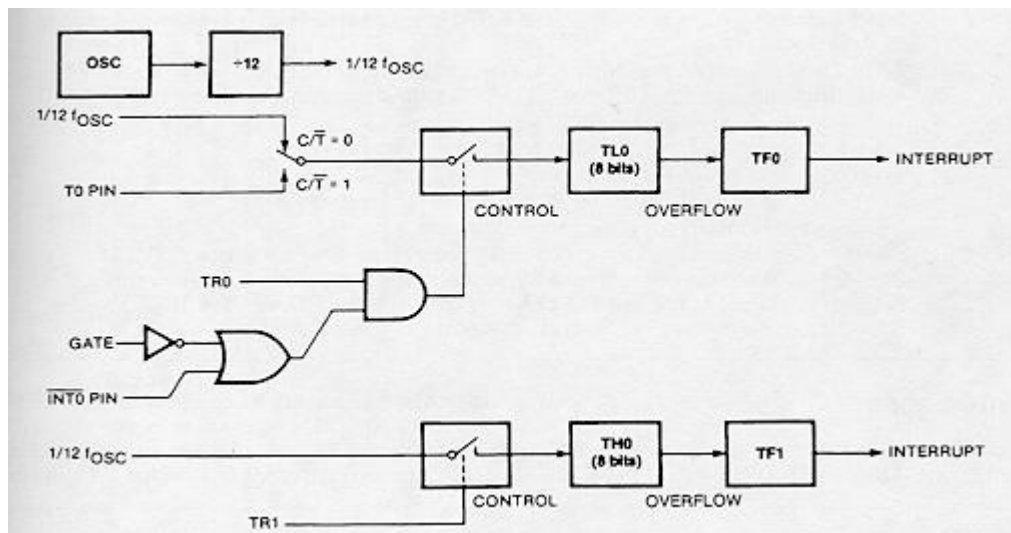 OSC
÷12
1/12 fOSC
1/12 fOSC
C/T̅ = 0
T0 PIN
C/T̅ = 1
TL0
(8 bits)
TF0
INTERRUPT
CONTROL
OVERFLOW
TR0
GATE
I̅N̅T̅0̅ PIN
1/12 fOSC
TH0
(8 bits)
TF1
INTERRUPT
CONTROL
OVERFLOW
TR1